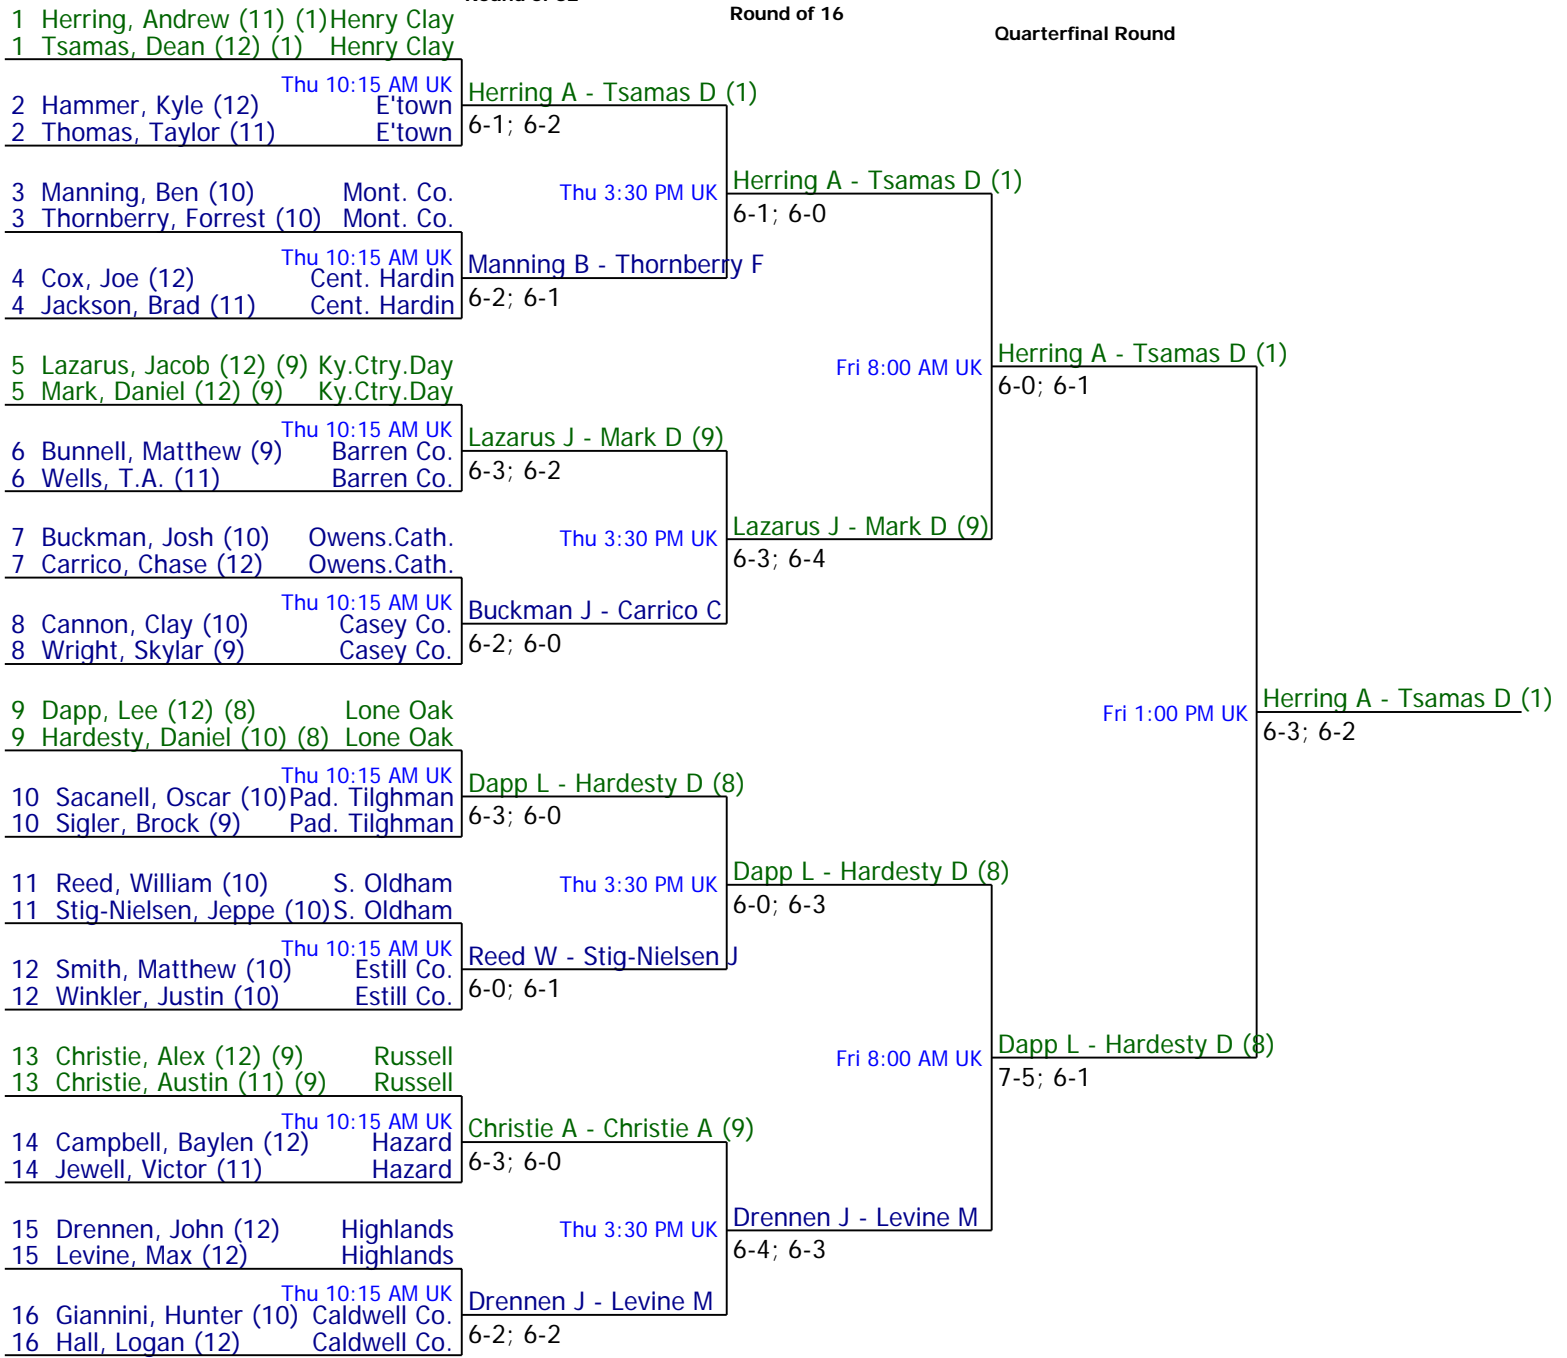 Round of 16
Quarterfinal Round
1 Herring, Andrew (11) (1) Henry Clay
1 Tsamas, Dean (12) (1) Henry Clay
Thu 10:15 AM UK
Herring A - Tsamas D (1)
6-1; 6-2
2 Hammer, Kyle (12) E'town
2 Thomas, Taylor (11) E'town
3 Manning, Ben (10) Mont. Co.
3 Thornberry, Forrest (10) Mont. Co.
Thu 3:30 PM UK
Herring A - Tsamas D (1)
6-1; 6-0
Thu 10:15 AM UK
Manning B - Thornberry F
6-2; 6-1
4 Cox, Joe (12) Cent. Hardin
4 Jackson, Brad (11) Cent. Hardin
5 Lazarus, Jacob (12) (9) Ky.Ctry.Day
5 Mark, Daniel (12) (9) Ky.Ctry.Day
Fri 8:00 AM UK
Herring A - Tsamas D (1)
6-0; 6-1
Thu 10:15 AM UK
Lazarus J - Mark D (9)
6-3; 6-2
6 Bunnell, Matthew (9) Barren Co.
6 Wells, T.A. (11) Barren Co.
7 Buckman, Josh (10) Owens.Cath.
7 Carrico, Chase (12) Owens.Cath.
Thu 3:30 PM UK
Lazarus J - Mark D (9)
6-3; 6-4
Thu 10:15 AM UK
Buckman J - Carrico C
6-2; 6-0
8 Cannon, Clay (10) Casey Co.
8 Wright, Skylar (9) Casey Co.
9 Dapp, Lee (12) (8) Lone Oak
9 Hardesty, Daniel (10) (8) Lone Oak
Fri 1:00 PM UK
Herring A - Tsamas D (1)
6-3; 6-2
Thu 10:15 AM UK
Dapp L - Hardesty D (8)
6-3; 6-0
10 Sacanell, Oscar (10) Pad. Tilghman
10 Sigler, Brock (9) Pad. Tilghman
11 Reed, William (10) S. Oldham
11 Stig-Nielsen, Jeppe (10) S. Oldham
Thu 3:30 PM UK
Dapp L - Hardesty D (8)
6-0; 6-3
Thu 10:15 AM UK
Reed W - Stig-Nielsen J
6-0; 6-1
12 Smith, Matthew (10) Estill Co.
12 Winkler, Justin (10) Estill Co.
13 Christie, Alex (12) (9) Russell
13 Christie, Austin (11) (9) Russell
Fri 8:00 AM UK
Dapp L - Hardesty D (8)
7-5; 6-1
Thu 10:15 AM UK
Christie A - Christie A (9)
6-3; 6-0
14 Campbell, Baylen (12) Hazard
14 Jewell, Victor (11) Hazard
15 Drennen, John (12) Highlands
15 Levine, Max (12) Highlands
Thu 3:30 PM UK
Drennen J - Levine M
6-4; 6-3
Thu 10:15 AM UK
Drennen J - Levine M
6-2; 6-2
16 Giannini, Hunter (10) Caldwell Co.
16 Hall, Logan (12) Caldwell Co.